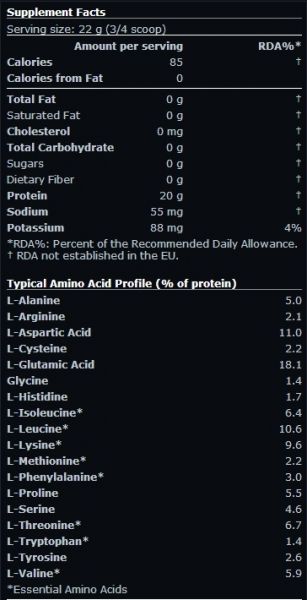 Supplement Facts
Serving size: 22 g (3/4 scoop)
Amount per serving RDA%*
Calories 85 †
Calories from Fat 0
Total Fat 0 g †
Saturated Fat 0 g †
Cholesterol 0 mg †
Total Carbohydrate 0 g †
Sugars 0 g †
Dietary Fiber 0 g †
Protein 20 g †
Sodium 55 mg †
Potassium 88 mg 4%
*RDA%: Percent of the Recommended Daily Allowance.
† RDA not established in the EU.
Typical Amino Acid Profile (% of protein)
L-Alanine 5.0
L-Arginine 2.1
L-Aspartic Acid 11.0
L-Cysteine 2.2
L-Glutamic Acid 18.1
Glycine 1.4
L-Histidine 1.7
L-Isoleucine* 6.4
L-Leucine* 10.6
L-Lysine* 9.6
L-Methionine* 2.2
L-Phenylalanine* 3.0
L-Proline 5.5
L-Serine 4.6
L-Threonine* 6.7
L-Tryptophan* 1.4
L-Tyrosine 2.6
L-Valine* 5.9
*Essential Amino Acids